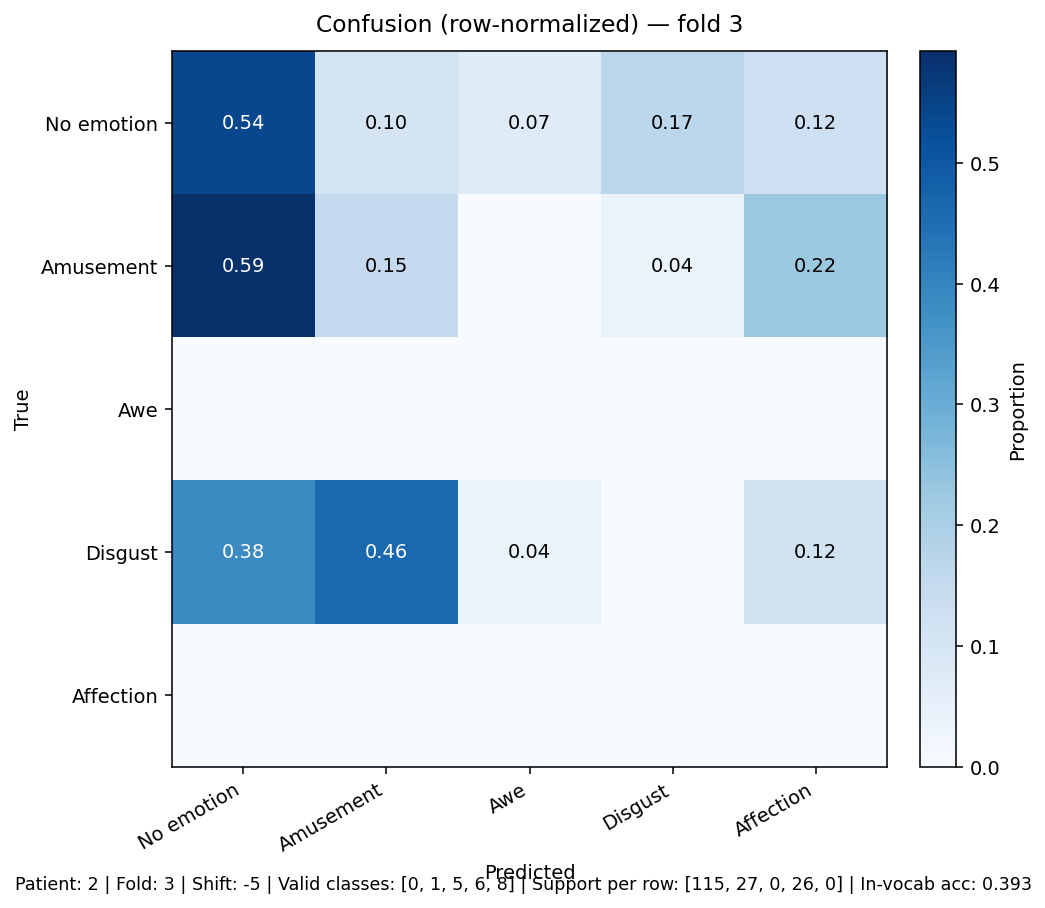 Confusion (row-normalized) — fold 3
No emotion 0.54 0.10 0.07 0.17 0.12
Amusement 0.59 0.15 0.04 0.22
Awe
Disgust 0.38 0.46 0.04 0.12
Affection
True
No emotion Amusement Awe Disgust Affection
Predicted
0.5
0.4
0.3
0.2
0.1
0.0
Proportion
Patient: 2 | Fold: 3 | Shift: -5 | Valid classes: [0, 1, 5, 6, 8] | Support per row: [115, 27, 0, 26, 0] | In-vocab acc: 0.393